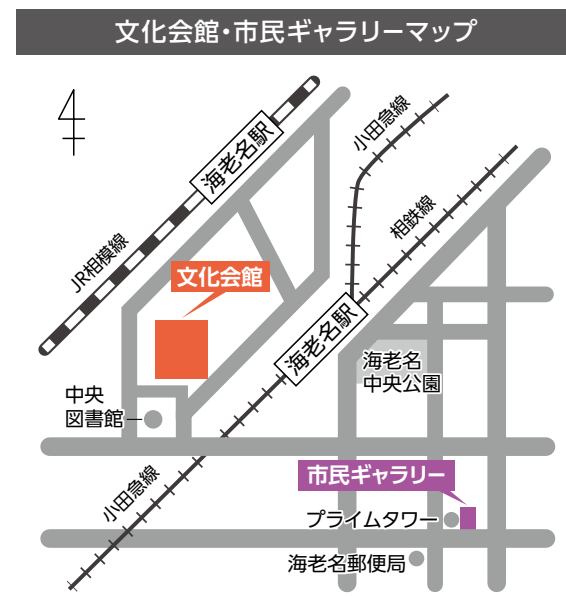 文化会館・市民ギャラリーマップ
小田急線
海老名駅
相鉄線
JR相模線
文化会館
海老名駅
海老名
中央公園
中央
図書館
市民ギャラリー
小田急線
プライムタワー
海老名郵便局